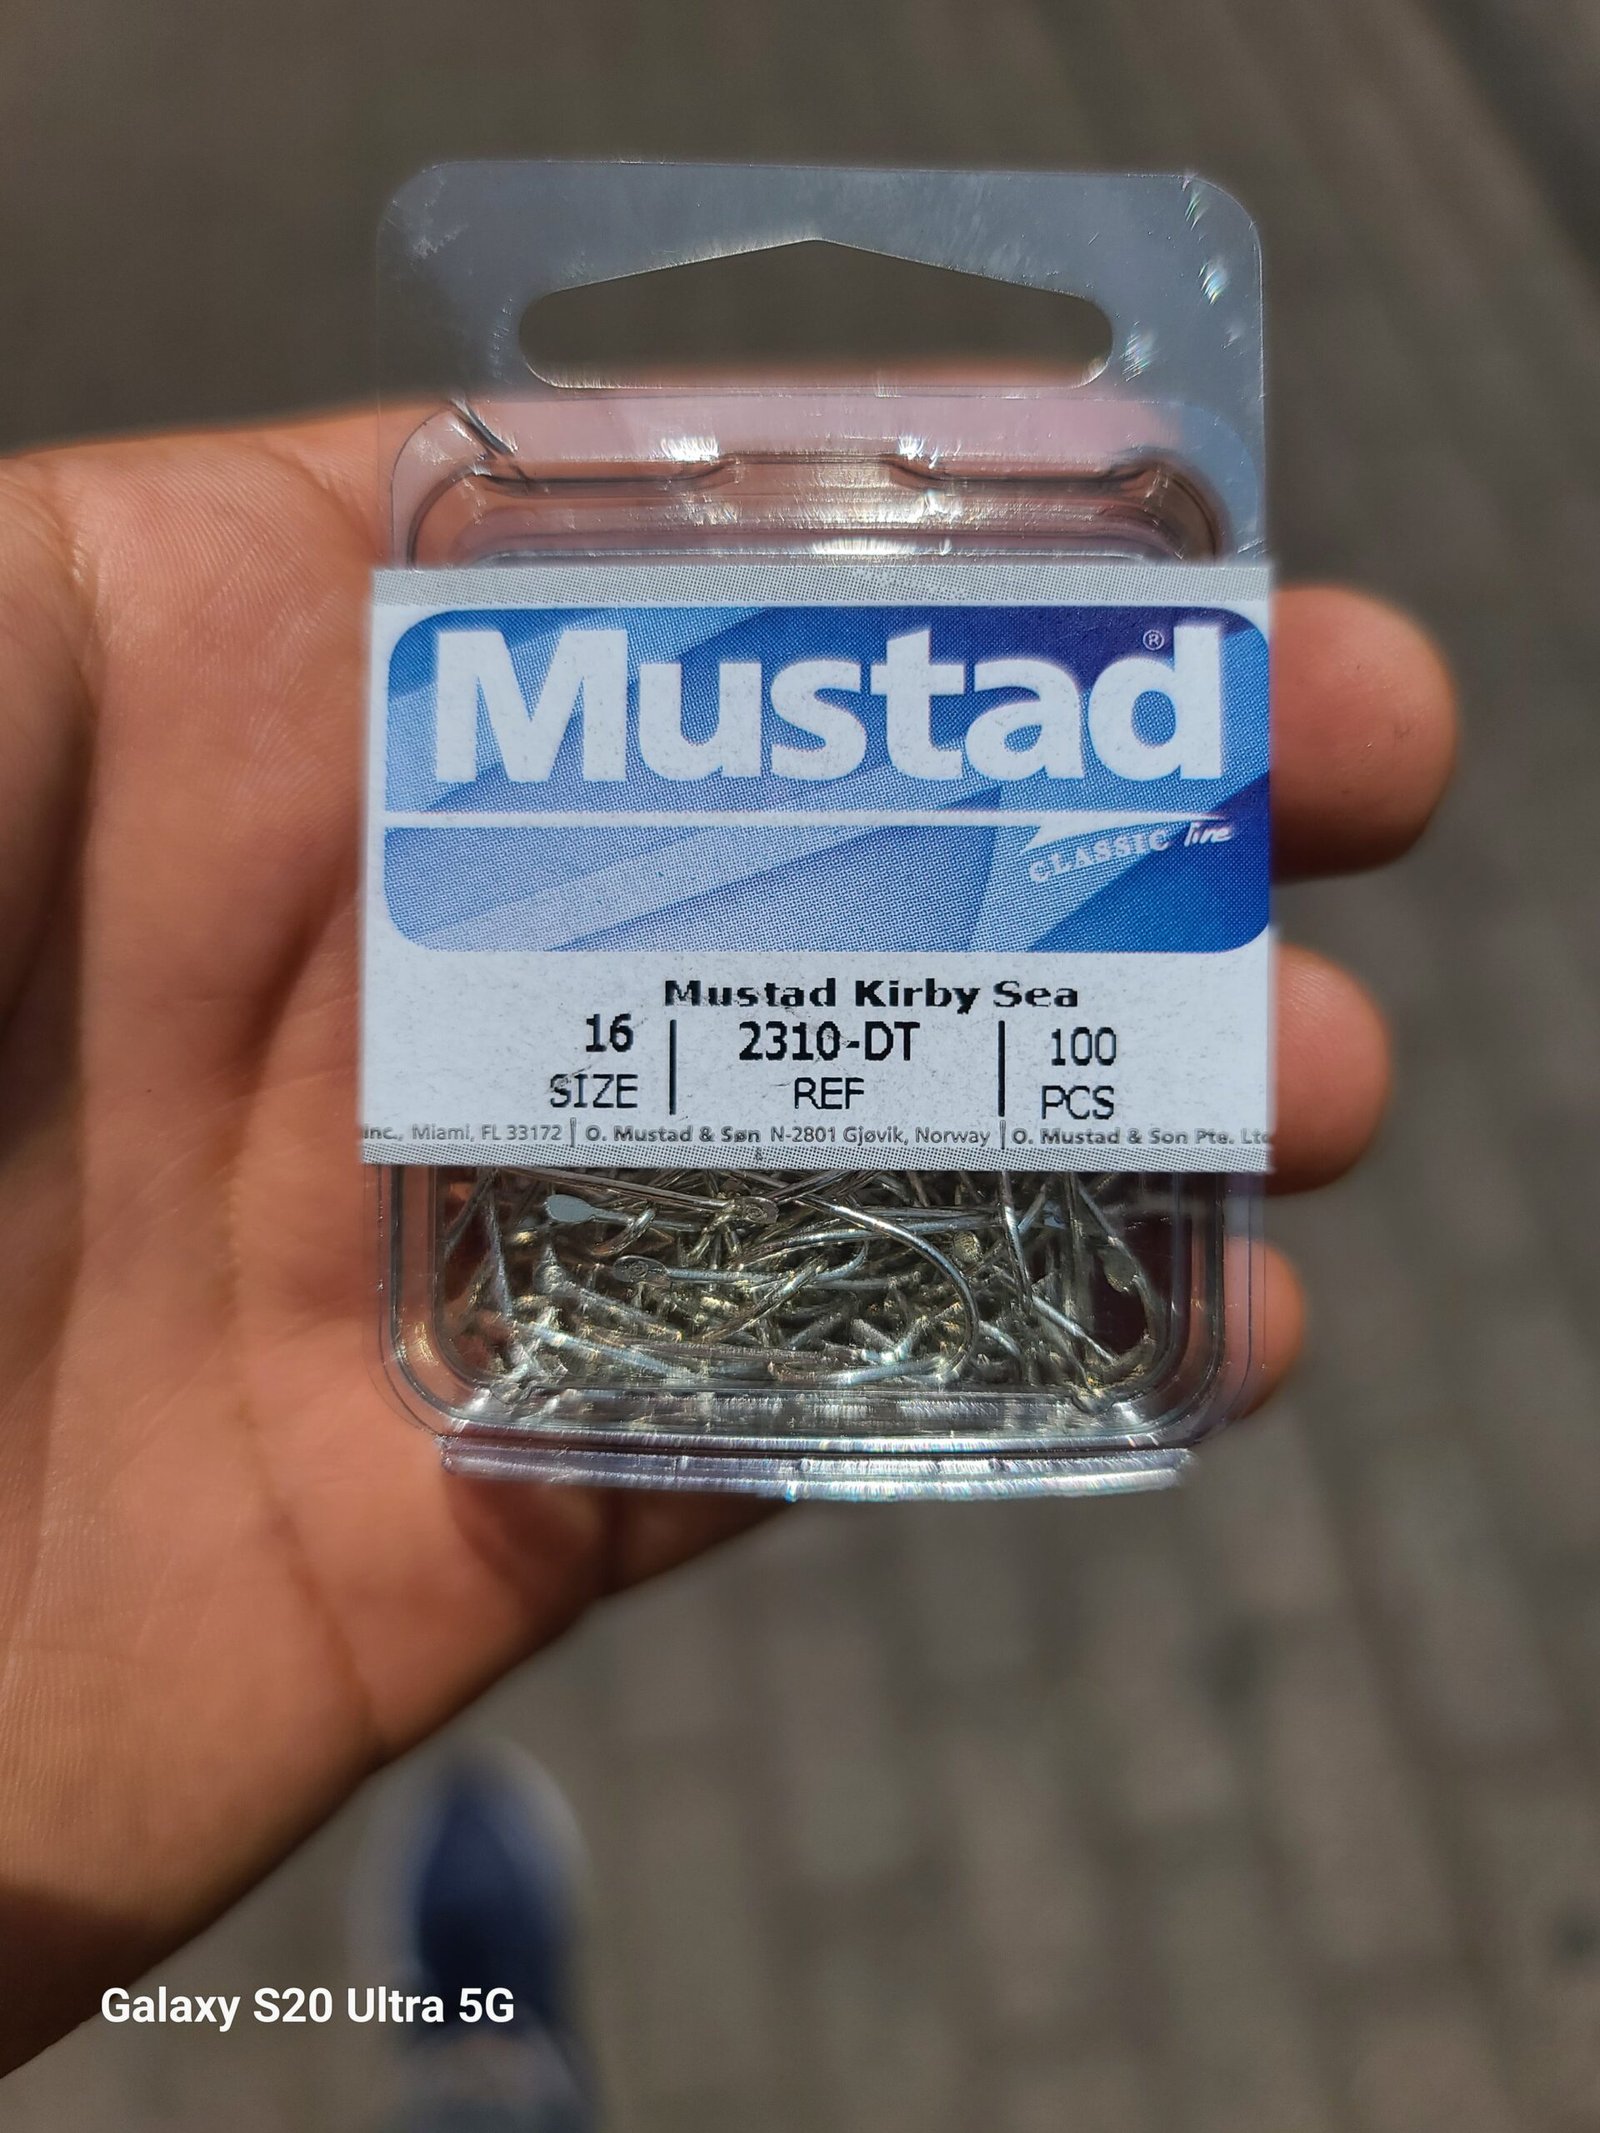 Mustad®
CLASSIC line
Mustad Kirby Sea
16 | 2310-DT | 100
SIZE | REF | PCS
Inc., Miami, FL 33172 | O. Mustad & Søn N-2801 Gjøvik, Norway | O. Mustad & Son Pte. Ltd
Galaxy S20 Ultra 5G